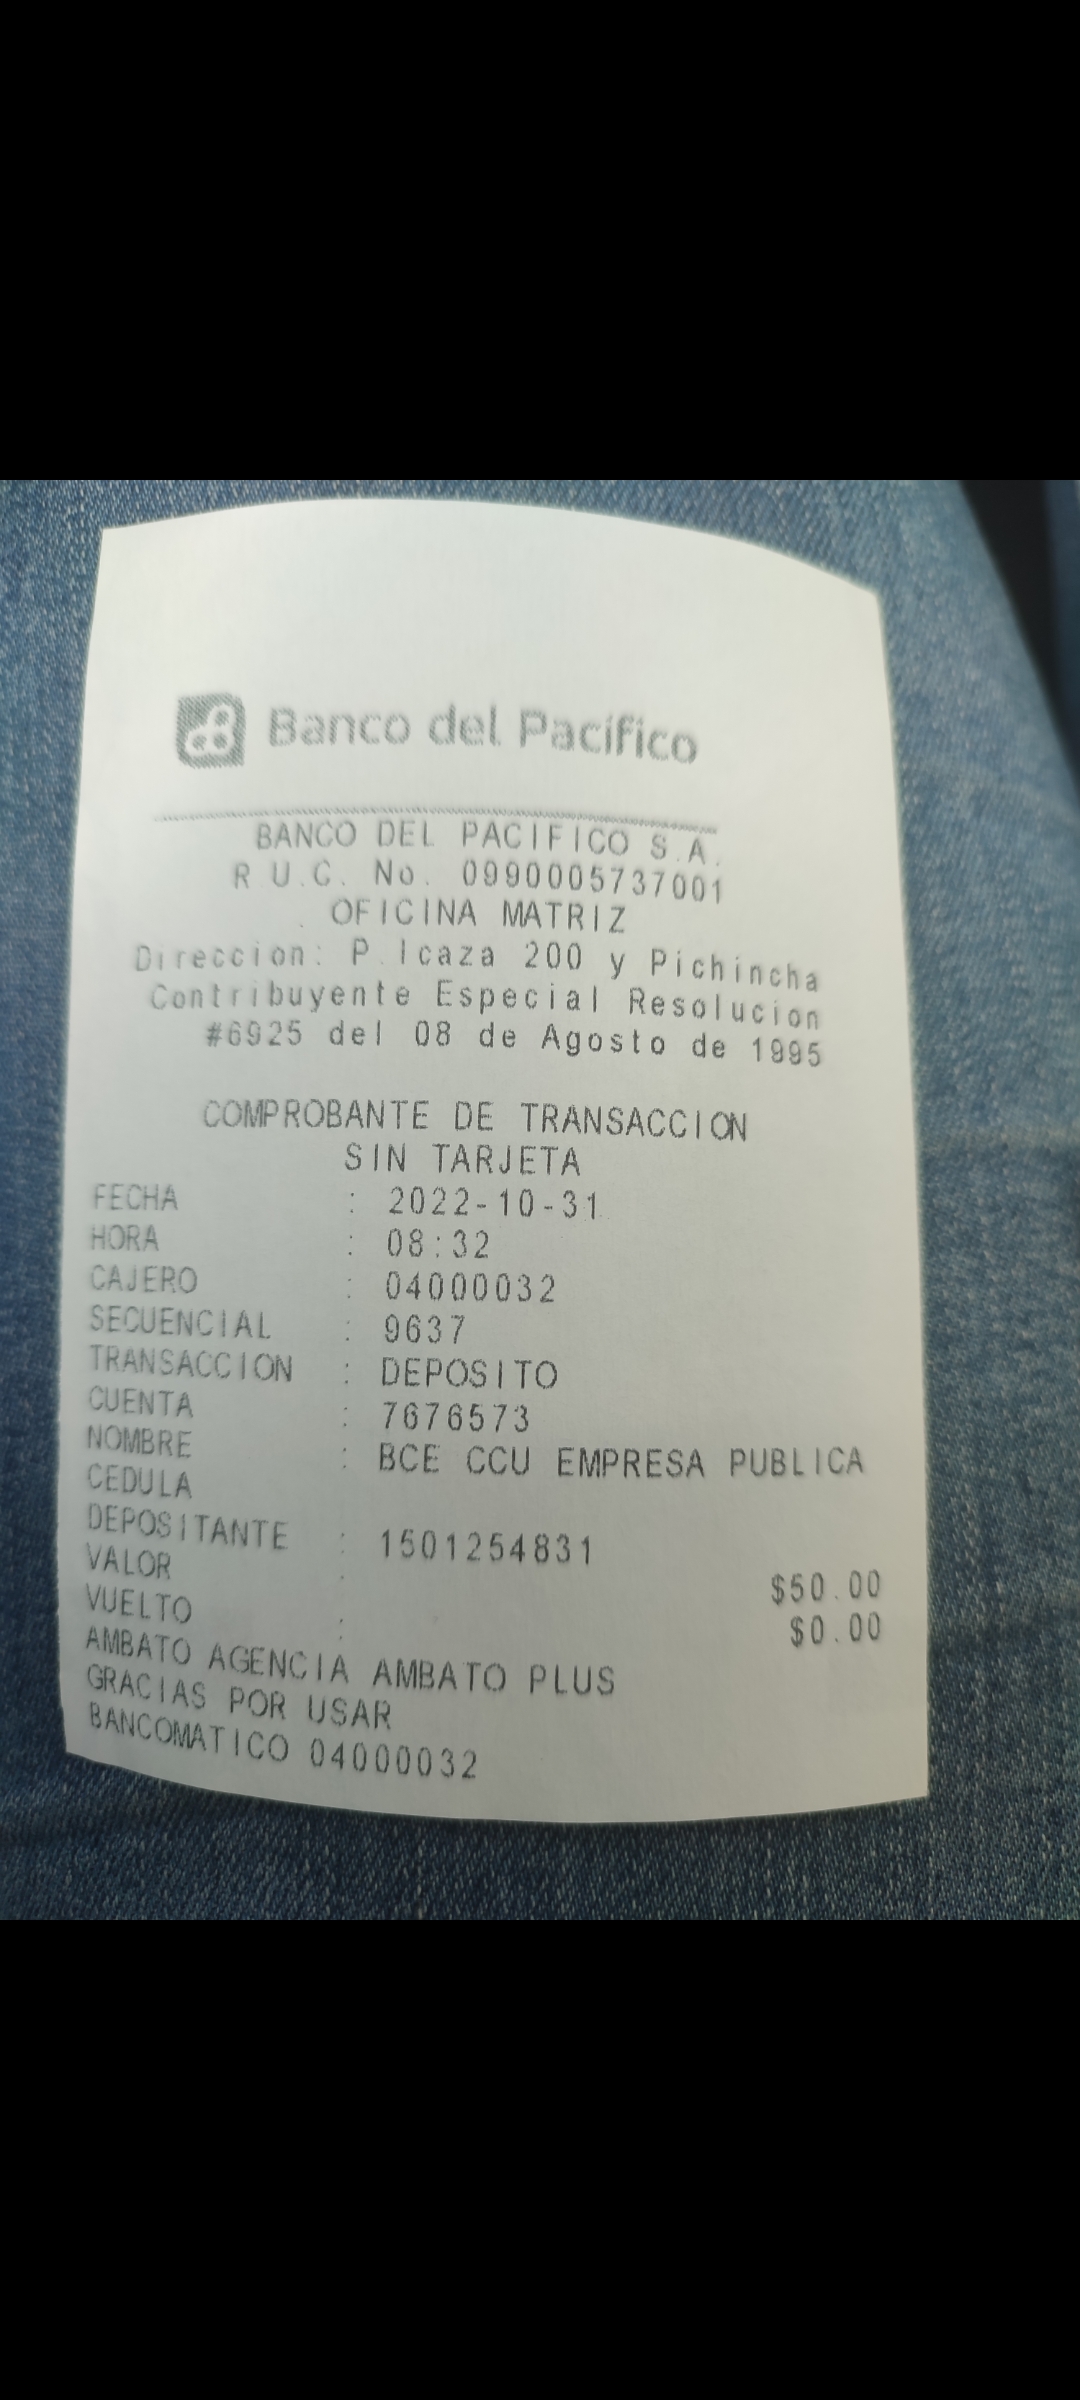 Banco del Pacífico
BANCO DEL PACIFICO S.A.
R.U.C. No. 0990005737001
OFICINA MATRIZ
Direccion: P.Icaza 200 y Pichincha
Contribuyente Especial Resolucion
#6925 del 08 de Agosto de 1995
COMPROBANTE DE TRANSACCION
SIN TARJETA
FECHA : 2022-10-31
HORA : 08:32
CAJERO : 04000032
SECUENCIAL : 9637
TRANSACCION : DEPOSITO
CUENTA : 7676573
NOMBRE : BCE CCU EMPRESA PUBLICA
CEDULA
DEPOSITANTE : 1501254831
VALOR : $50.00
VUELTO : $0.00
AMBATO AGENCIA AMBATO PLUS
GRACIAS POR USAR
BANCOMATICO 04000032